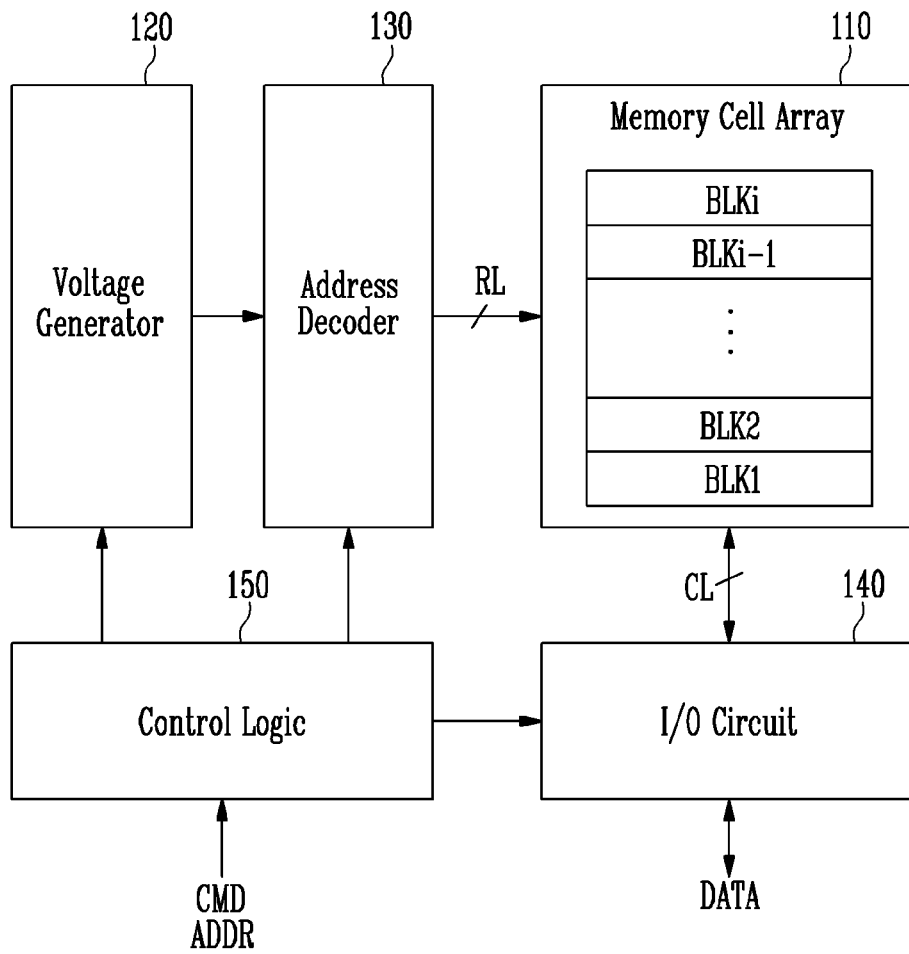 120
130
110
Memory Cell Array
BLKi
BLKi-1
Voltage
Generator
Address
Decoder
RL
BLK2
BLK1
CL
150
140
Control Logic
I/O Circuit
CMD
ADDR
DATA